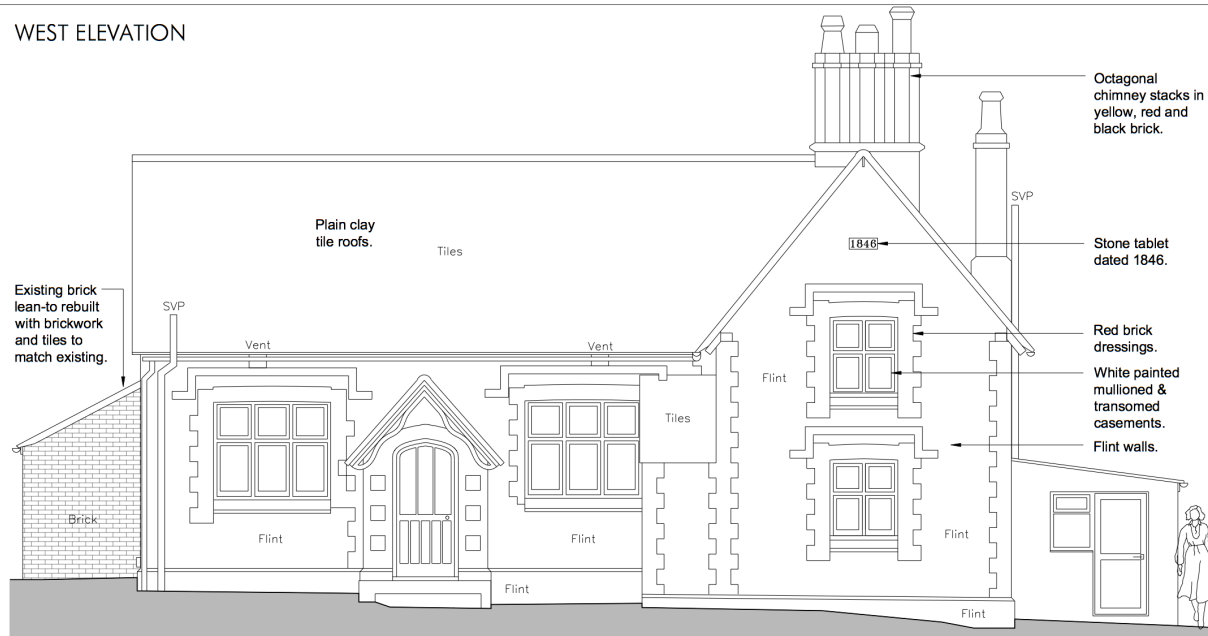 WEST ELEVATION
Octagonal
chimney stacks in
yellow, red and
black brick.
SVP
Plain clay
tile roofs.
Tiles
1846
Stone tablet
dated 1846.
Existing brick
lean-to rebuilt
with brickwork
and tiles to
match existing.
SVP
Vent
Vent
Red brick
dressings.
Flint
White painted
mullioned &
transomed
casements.
Tiles
Flint walls.
Brick
Flint
Flint
Flint
Flint
Flint